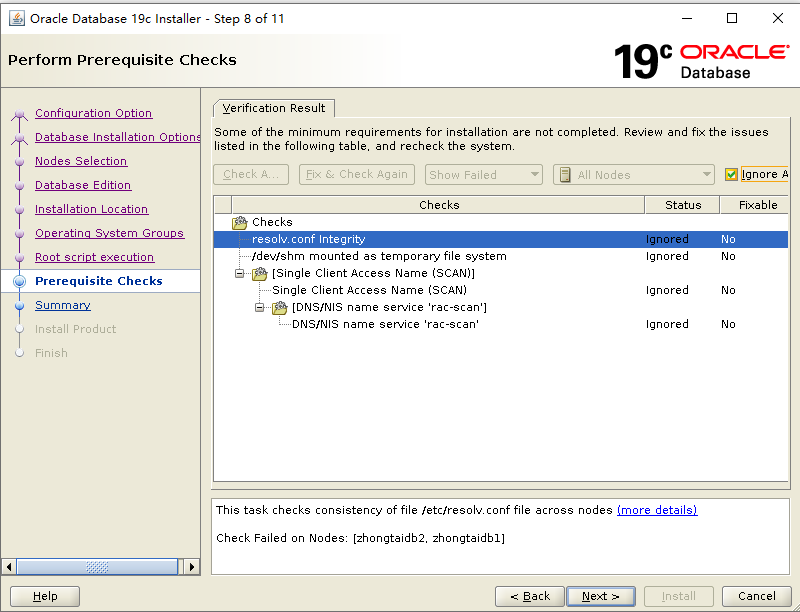 Oracle Database 19c Installer - Step 8 of 11
Perform Prerequisite Checks
19c ORACLE
Database
Configuration Option
Database Installation Options
Nodes Selection
Database Edition
Installation Location
Operating System Groups
Root script execution
Prerequisite Checks
Summary
Install Product
Finish
Verification Result
Some of the minimum requirements for installation are not completed. Review and fix the issues
listed in the following table, and recheck the system.
Check A... Fix & Check Again Show Failed All Nodes Ignore A
Checks Status Fixable
Checks
resolv.conf Integrity Ignored No
/dev/shm mounted as temporary file system Ignored No
[Single Client Access Name (SCAN)]
Single Client Access Name (SCAN) Ignored No
[DNS/NIS name service 'rac-scan']
DNS/NIS name service 'rac-scan' Ignored No
This task checks consistency of file /etc/resolv.conf file across nodes (more details)
Check Failed on Nodes: [zhongtaidb2, zhongtaidb1]
Help < Back Next > Install Cancel